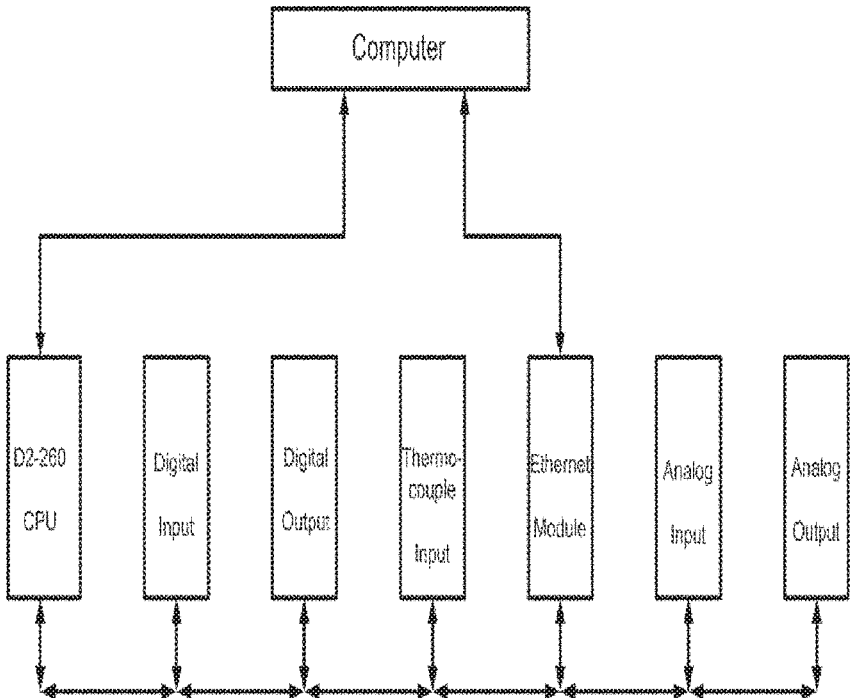 Computer
D2-260
CPU
Digital
Input
Digital
Output
Thermo-
couple
Input
Ethernet
Module
Analog
Input
Analog
Output